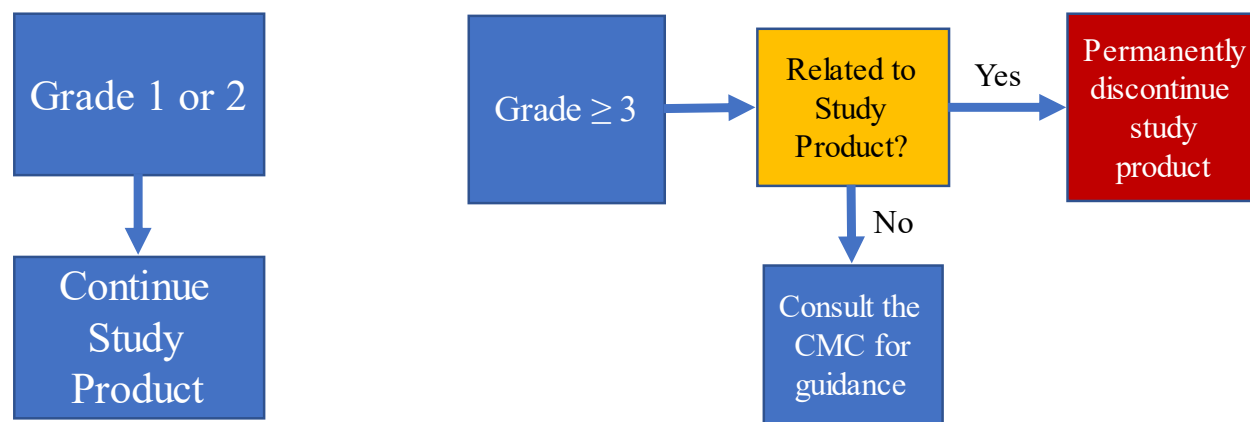 Grade 1 or 2
Continue
Study
Product
Grade ≥ 3
Related to
Study
Product?
Yes
Permanently
discontinue
study
product
No
Consult the
CMC for
guidance